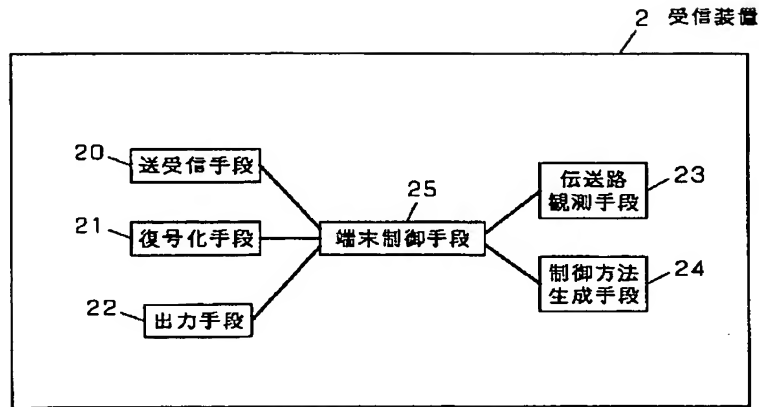 2 受信装置
20 送受信手段
21 復号化手段
22 出力手段
25
端末制御手段
伝送路
観測手段
23
制御方法
生成手段
24